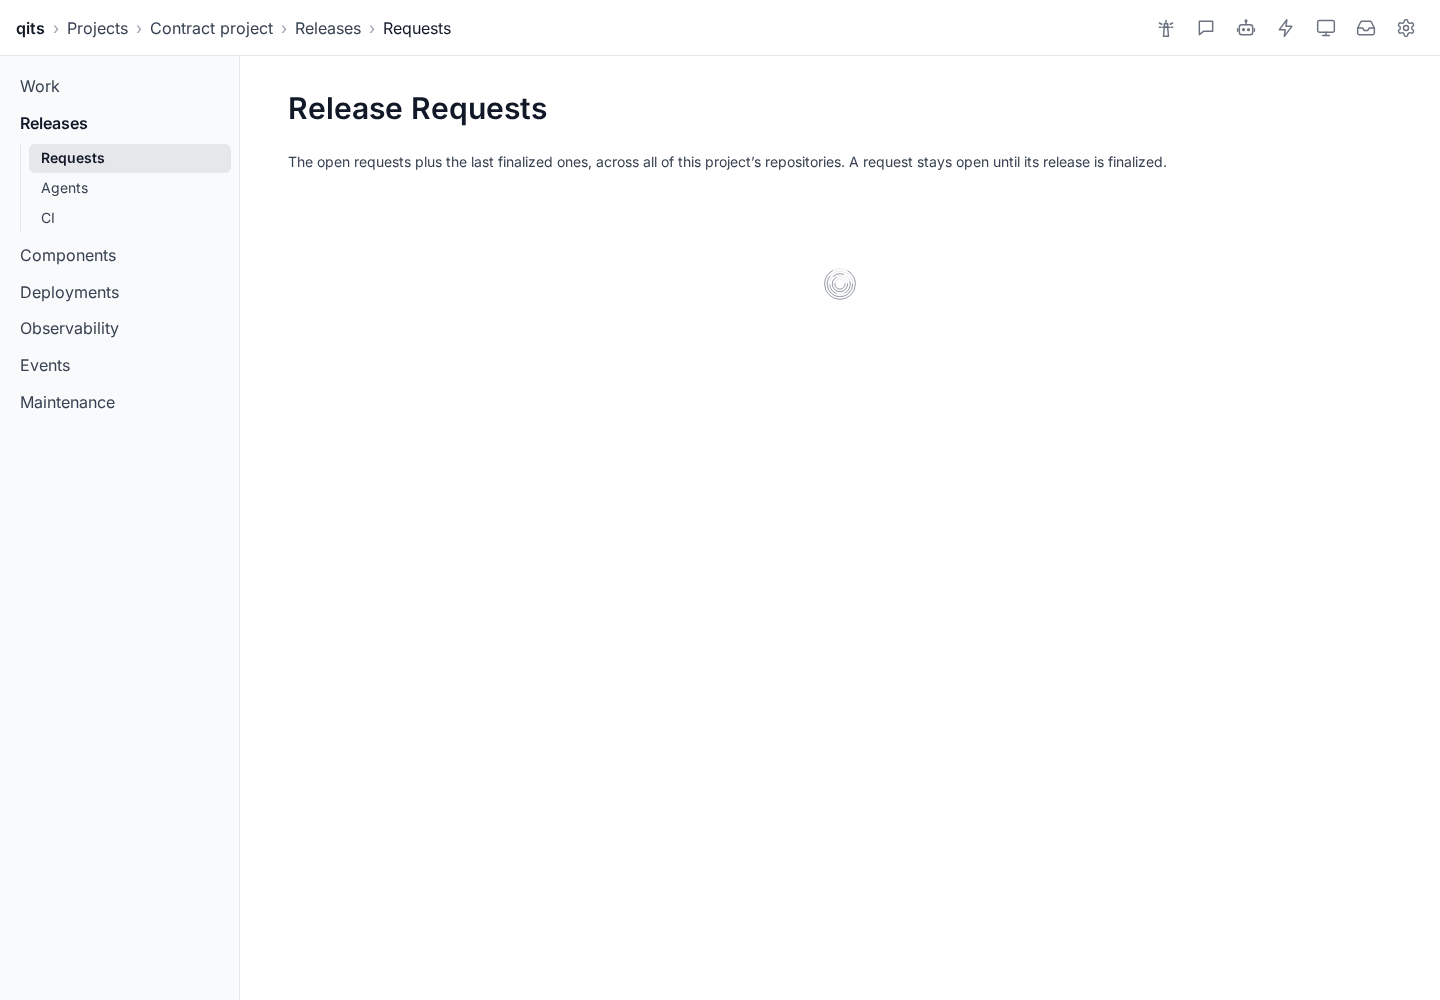 qits › Projects › Contract project › Releases › Requests
Work
Releases
Requests
Agents
CI
Components
Deployments
Observability
Events
Maintenance
Release Requests
The open requests plus the last finalized ones, across all of this project’s repositories. A request stays open until its release is finalized.